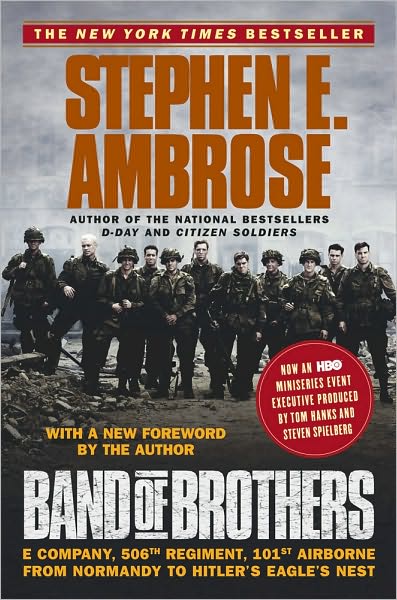 THE NEW YORK TIMES BESTSELLER
STEPHEN E.
AMBROSE
AUTHOR OF THE NATIONAL BESTSELLERS
D-DAY AND CITIZEN SOLDIERS
NOW AN HBO
MINISERIES EVENT
EXECUTIVE PRODUCED
BY TOM HANKS AND
STEVEN SPIELBERG
WITH A NEW FOREWORD
BY THE AUTHOR
BAND OF BROTHERS
E COMPANY, 506TH REGIMENT, 101ST AIRBORNE
FROM NORMANDY TO HITLER'S EAGLE'S NEST